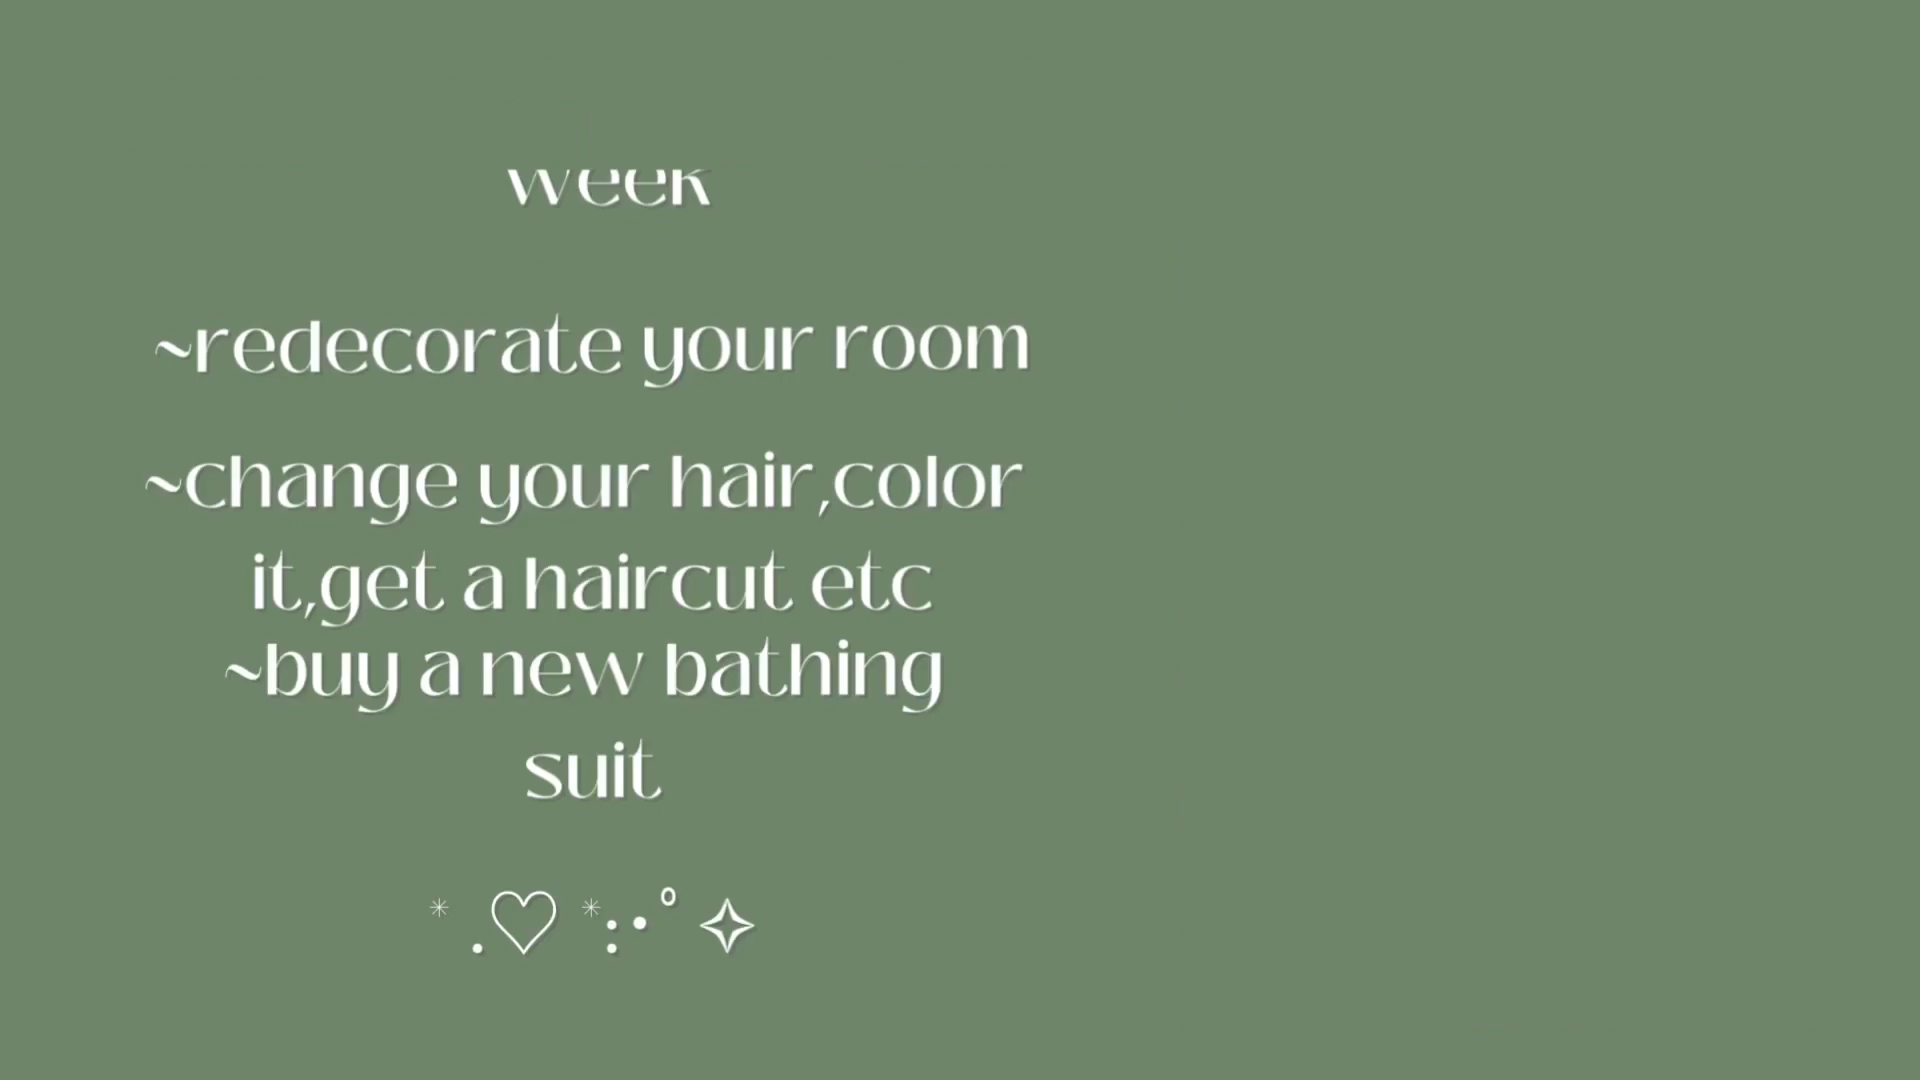 week
~redecorate your room
~change your hair,color
it,get a haircut etc
~buy a new bathing
suit
*.♡ *:・ﾟ✧